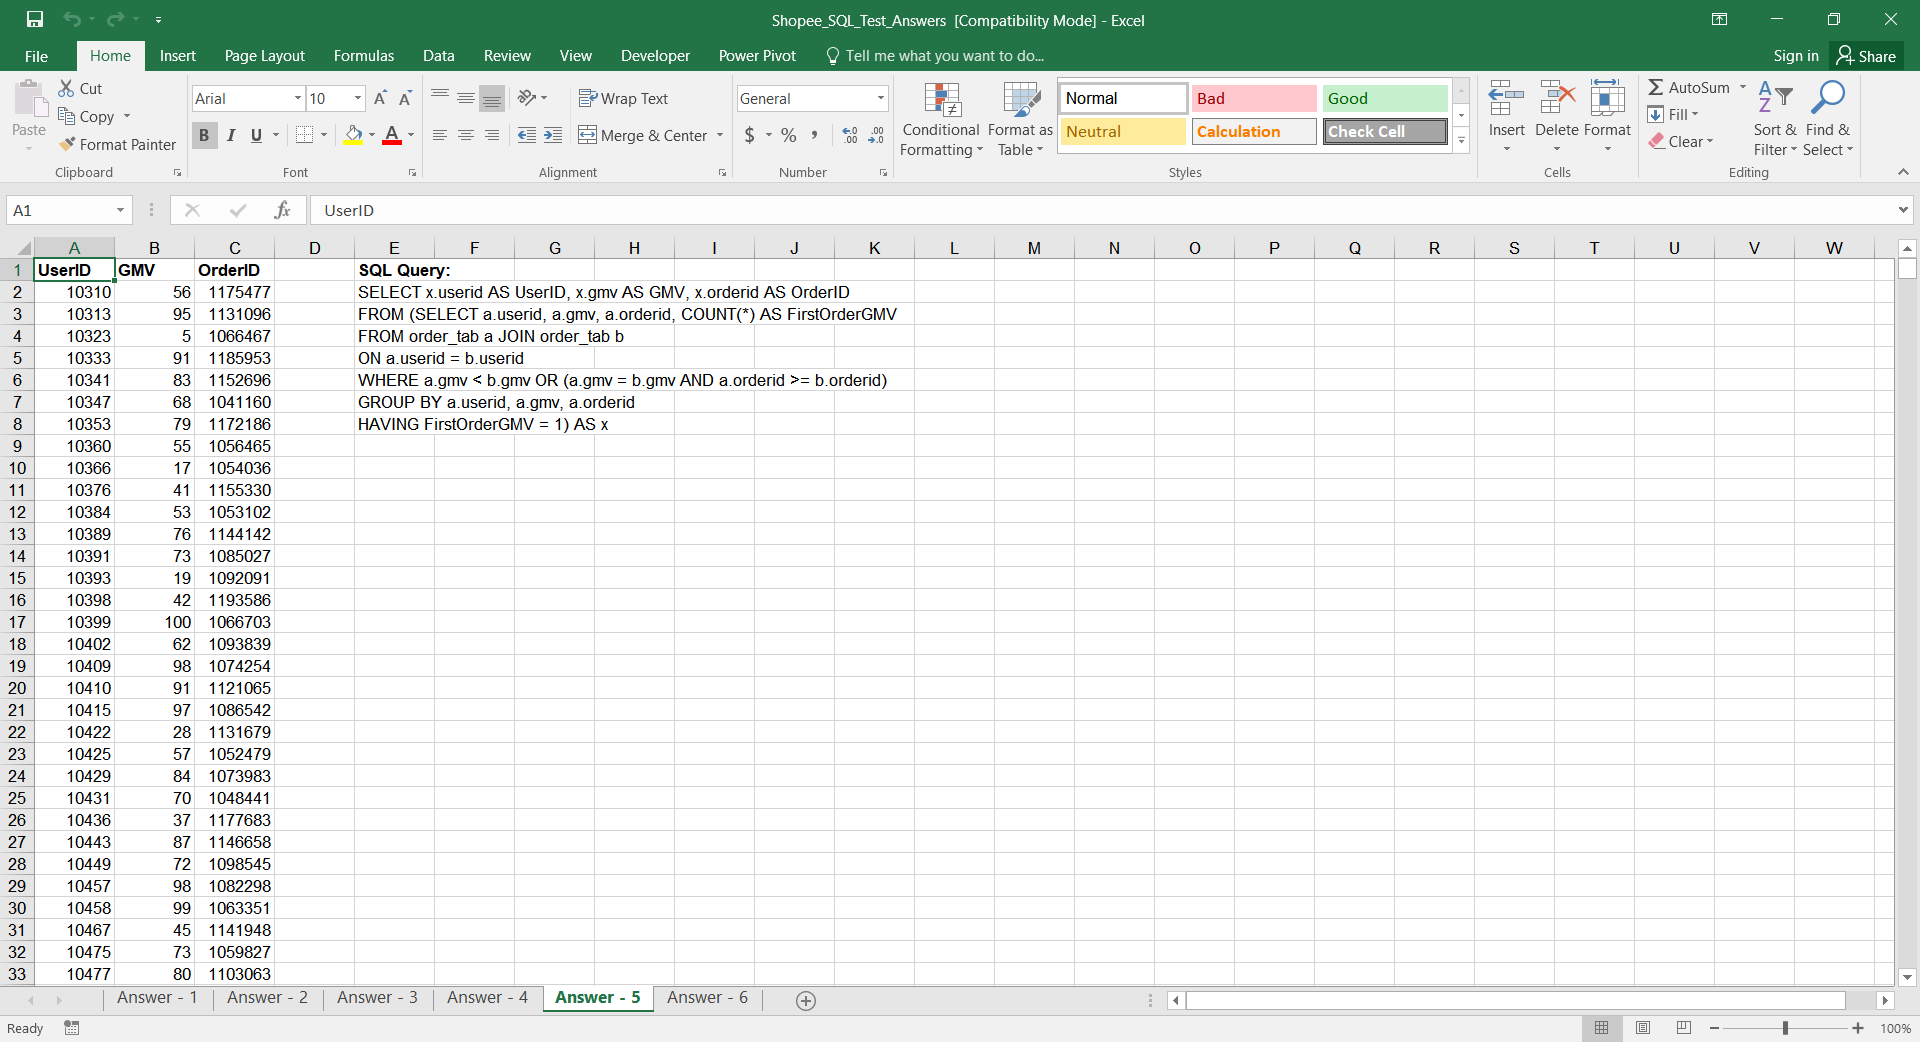 Shopee_SQL_Test_Answers [Compatibility Mode] - Excel
File Home Insert Page Layout Formulas Data Review View Developer Power Pivot Tell me what you want to do... Sign in Share
Paste Cut Copy Format Painter Clipboard
Arial 10 B I U A Font
Wrap Text Merge & Center Alignment
General $ % , Number
Conditional Formatting Format as Table
Normal Bad Good
Neutral Calculation Check Cell
Styles
Insert Delete Format Cells
AutoSum Fill Clear Sort & Filter Find & Select Editing
A1 fx UserID
A B C D E F G H I J K L M N O P Q R S T U V W
1 UserID GMV OrderID SQL Query:
2 10310 56 1175477 SELECT x.userid AS UserID, x.gmv AS GMV, x.orderid AS OrderID
3 10313 95 1131096 FROM (SELECT a.userid, a.gmv, a.orderid, COUNT(*) AS FirstOrderGMV
4 10323 5 1066467 FROM order_tab a JOIN order_tab b
5 10333 91 1185953 ON a.userid = b.userid
6 10341 83 1152696 WHERE a.gmv < b.gmv OR (a.gmv = b.gmv AND a.orderid >= b.orderid)
7 10347 68 1041160 GROUP BY a.userid, a.gmv, a.orderid
8 10353 79 1172186 HAVING FirstOrderGMV = 1) AS x
9 10360 55 1056465
10 10366 17 1054036
11 10376 41 1155330
12 10384 53 1053102
13 10389 76 1144142
14 10391 73 1085027
15 10393 19 1092091
16 10398 42 1193586
17 10399 100 1066703
18 10402 62 1093839
19 10409 98 1074254
20 10410 91 1121065
21 10415 97 1086542
22 10422 28 1131679
23 10425 57 1052479
24 10429 84 1073983
25 10431 70 1048441
26 10436 37 1177683
27 10443 87 1146658
28 10449 72 1098545
29 10457 98 1082298
30 10458 99 1063351
31 10467 45 1141948
32 10475 73 1059827
33 10477 80 1103063
Answer - 1 Answer - 2 Answer - 3 Answer - 4 Answer - 5 Answer - 6
Ready 100%